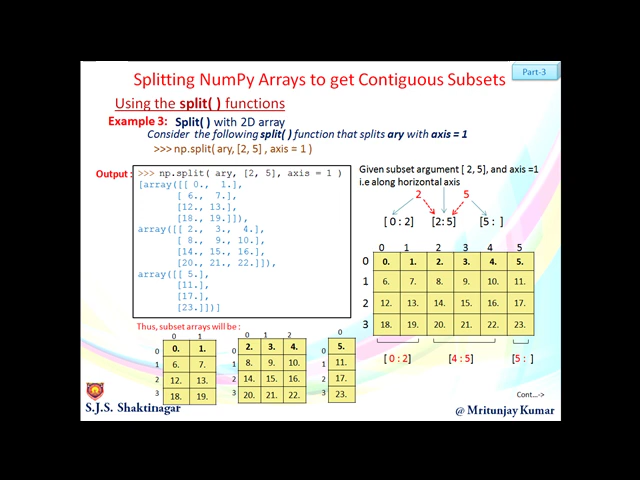 Part-3
Splitting NumPy Arrays to get Contiguous Subsets
Using the split( ) functions
Example 3: Split( ) with 2D array
Consider the following split( ) function that splits ary with axis = 1
>>> np.split( ary, [2, 5] , axis = 1 )
Output :
>>> np.split( ary, [2, 5], axis = 1 )
[array([[ 0., 1.],
[ 6., 7.],
[12., 13.],
[18., 19.]]),
array([[ 2., 3., 4.],
[ 8., 9., 10.],
[14., 15., 16.],
[20., 21., 22.]]),
array([[ 5.],
[11.],
[17.],
[23.]])]
Given subset argument [ 2, 5], and axis =1
i.e along horizontal axis
2 5
[ 0 : 2] [2: 5] [5 : ]
0 1 2 3 4 5
0 0. 1. 2. 3. 4. 5.
1 6. 7. 8. 9. 10. 11.
2 12. 13. 14. 15. 16. 17.
3 18. 19. 20. 21. 22. 23.
[ 0 : 2] [4 : 5] [5 : ]
Thus, subset arrays will be :
0 1
0 0. 1.
1 6. 7.
2 12. 13.
3 18. 19.
0 1 2
0 2. 3. 4.
1 8. 9. 10.
2 14. 15. 16.
3 20. 21. 22.
0
0 5.
1 11.
2 17.
3 23.
Cont...->
S.J.S. Shaktinagar
@ Mritunjay Kumar